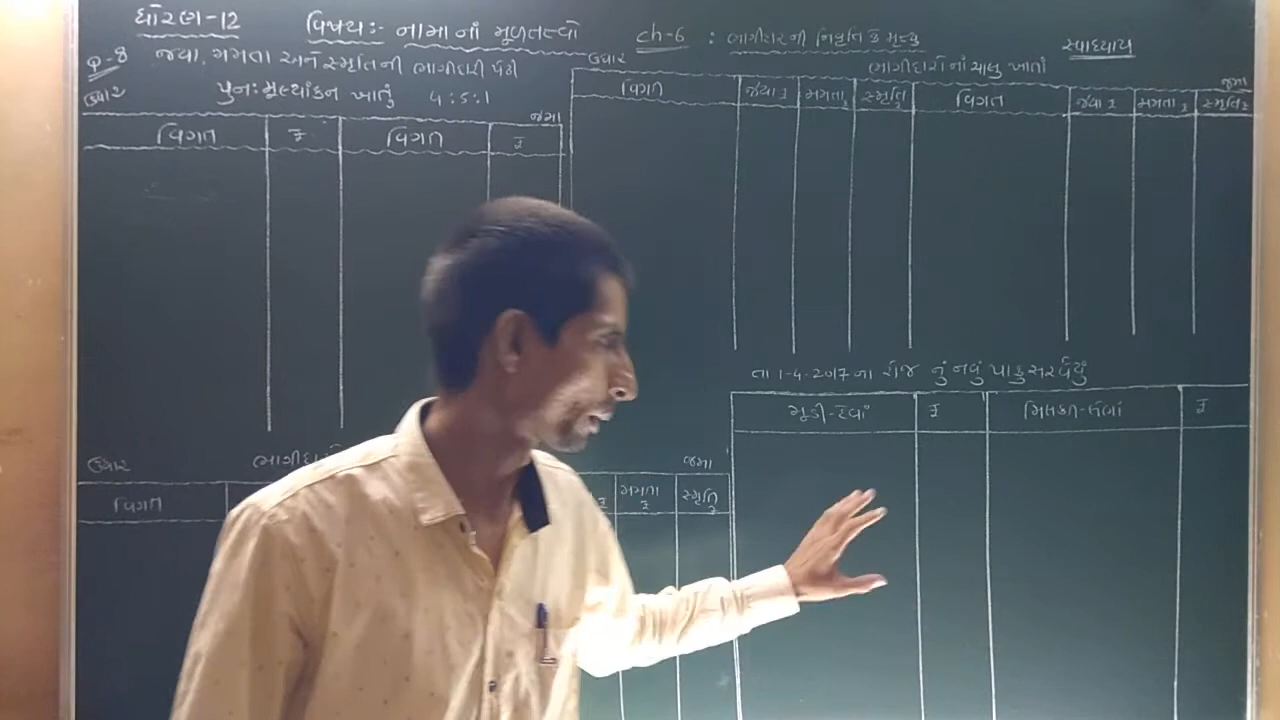 ધોરણ-12 વિષય:- નામાનાં મૂળતત્વો ch-6 : ભાગીદારની નિવૃત્તિ કે મૃત્યુ સ્વાધ્યાય
Q-8 જયા, મમતા અને સ્મૃતિની ભાગીદારી પેઢી
ઉધાર પુનઃમૂલ્યાંકન ખાતું 4:5:1 જમા
વિગત ₹ વિગત ₹
ઉધાર ભાગીદારોનાં ચાલુ ખાતાં જમા
વિગત જયા ₹ મમતા ₹ સ્મૃતિ ₹ વિગત જયા ₹ મમતા ₹ સ્મૃતિ ₹
ઉધાર જમા
વિગત ₹ મમતા ₹ સ્મૃતિ ₹
તા 1-4-2017ના રોજ નું નવું પાકુ સરવૈયું
મૂડી-દેવાં ₹ મિલકત-લેણાં ₹